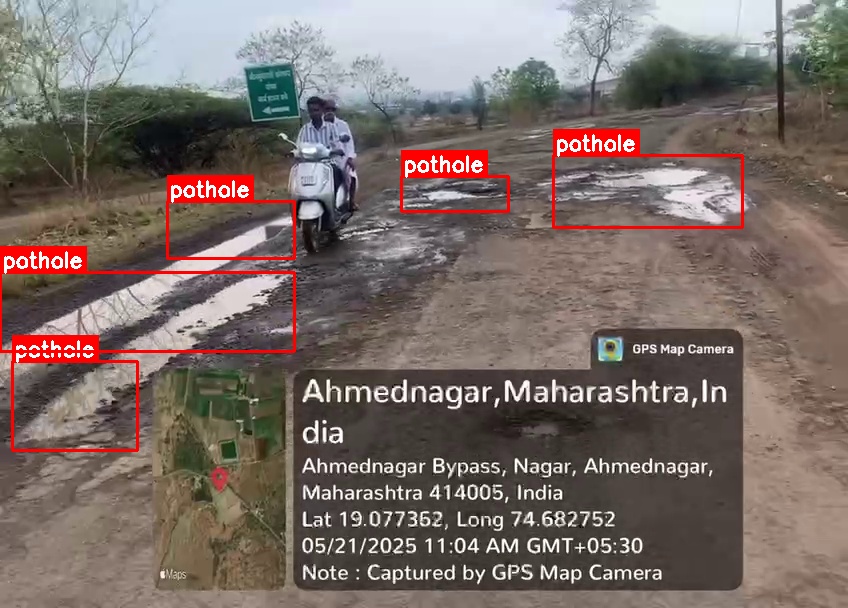 pothole
pothole
pothole
pothole
pothole
GPS Map Camera
Ahmednagar,Maharashtra,In
dia
Ahmednagar Bypass, Nagar, Ahmednagar,
Maharashtra 414005, India
Lat 19.077362, Long 74.682752
05/21/2025 11:04 AM GMT+05:30
Note : Captured by GPS Map Camera
Maps